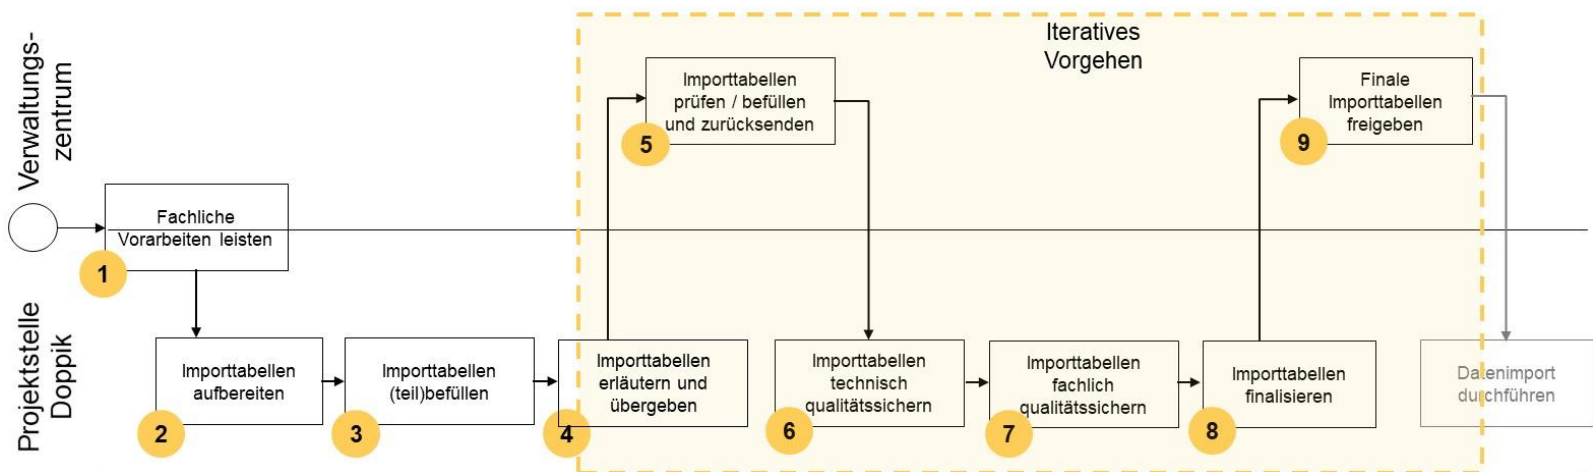 Verwaltungs-
zentrum
Projektstelle
Doppik
Iteratives
Vorgehen
Fachliche
Vorarbeiten leisten
1
Importtabellen
aufbereiten
2
Importtabellen
(teil)befüllen
3
Importtabellen
erläutern und
übergeben
4
Importtabellen
prüfen / befüllen
und zurücksenden
5
Importtabellen
technisch
qualitätssichern
6
Importtabellen
fachlich
qualitätssichern
7
Importtabellen
finalisieren
8
Finale
Importtabellen
freigeben
9
Datenimport
durchführen